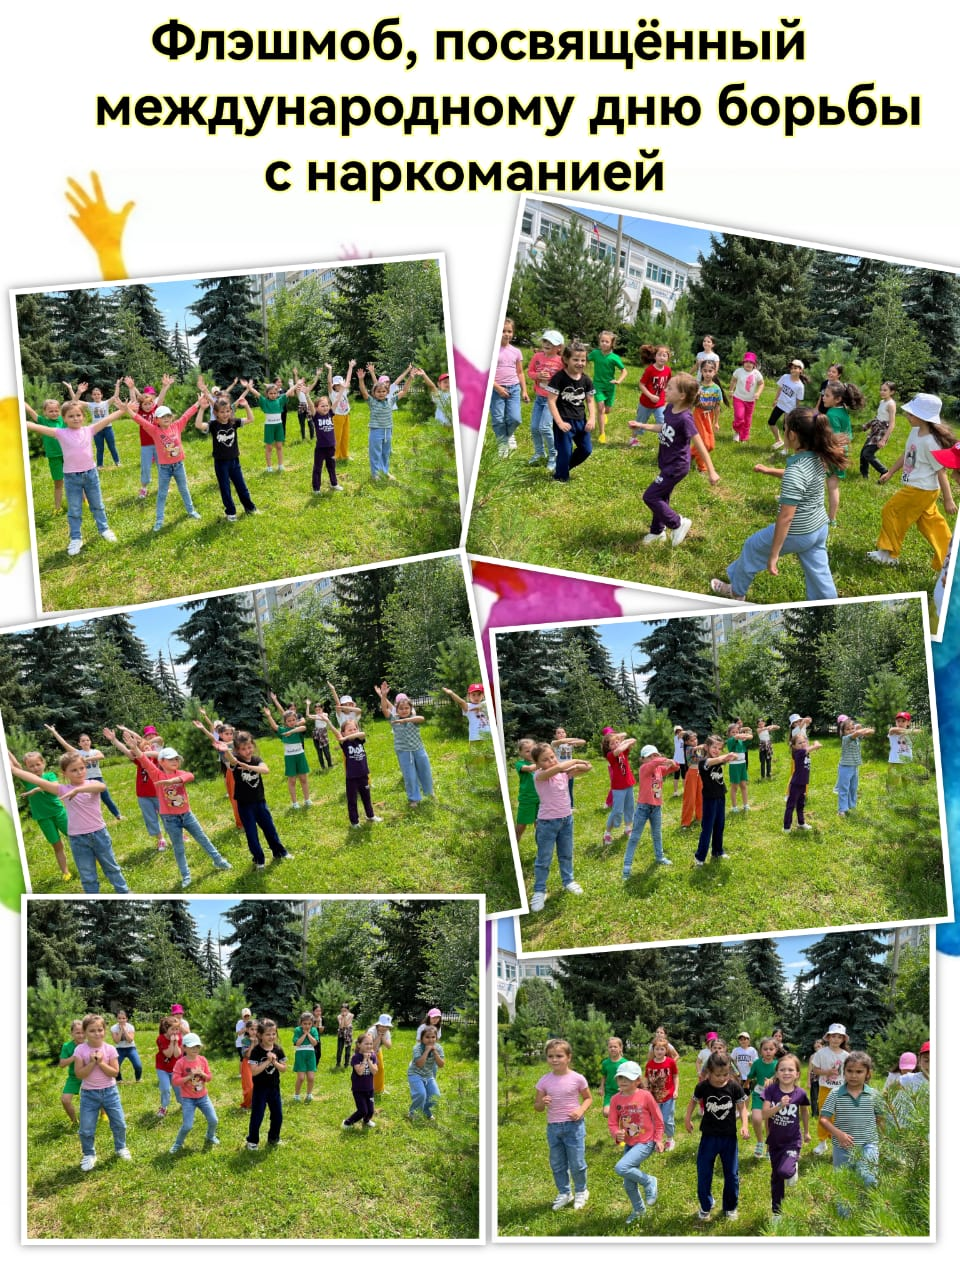 Флэшмоб, посвящённый
международному дню борьбы
с наркоманией